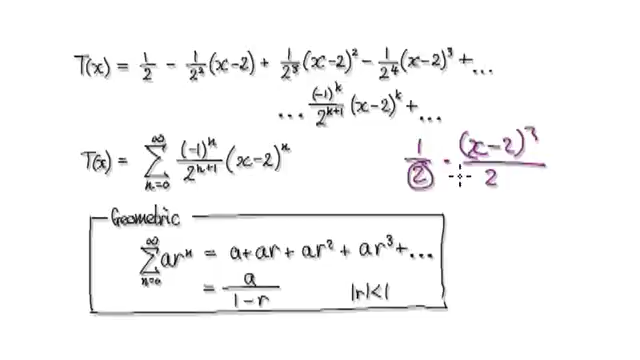 T(x) = 1/2 - 1/2² (x-2) + 1/2³ (x-2)² - 1/2⁴ (x-2)³ + ...
... (-1)^k/2^(k+1) (x-2)^k + ...
T(x) = ∑_{n=0}^{∞} (-1)^n/2^(n+1) (x-2)^n
1/2 · (x-2)³/2
Geometric
∑_{n=0}^{∞} ar^n = a + ar + ar² + ar³ + ...
= a/(1-r) |r|<1